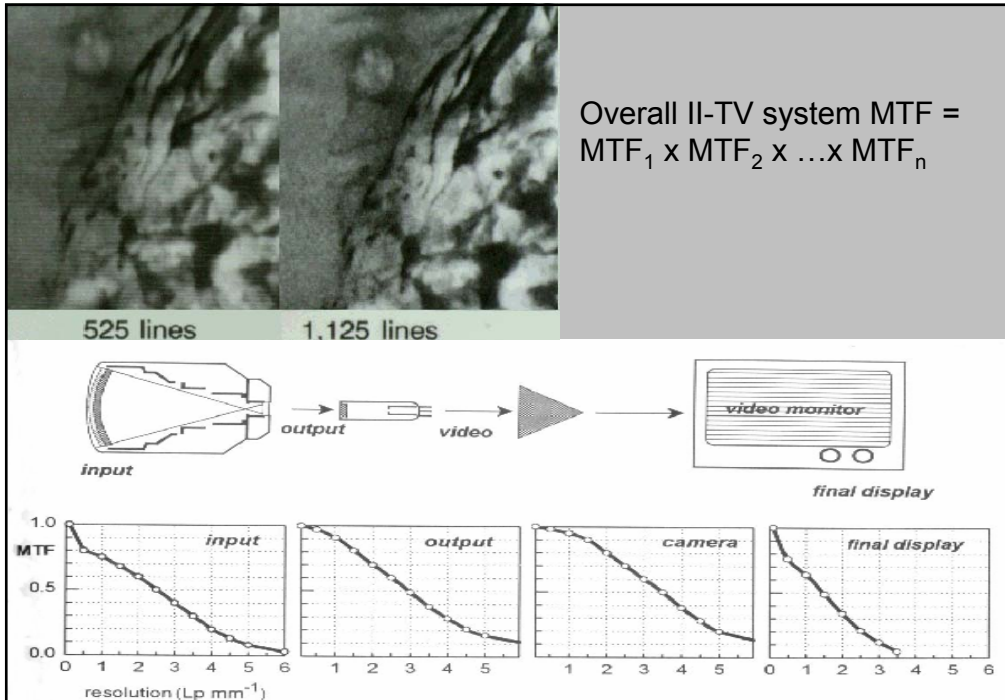 Overall II-TV system MTF =
MTF₁ x MTF₂ x …x MTFₙ
525 lines
1,125 lines
input
output
video
video monitor
final display
MTF
1.0
0.5
0.0
input
0 1 2 3 4 5 6
output
1 2 3 4 5
camera
1 2 3 4 5
final display
1 2 3 4 5 6
resolution (Lp mm⁻¹)